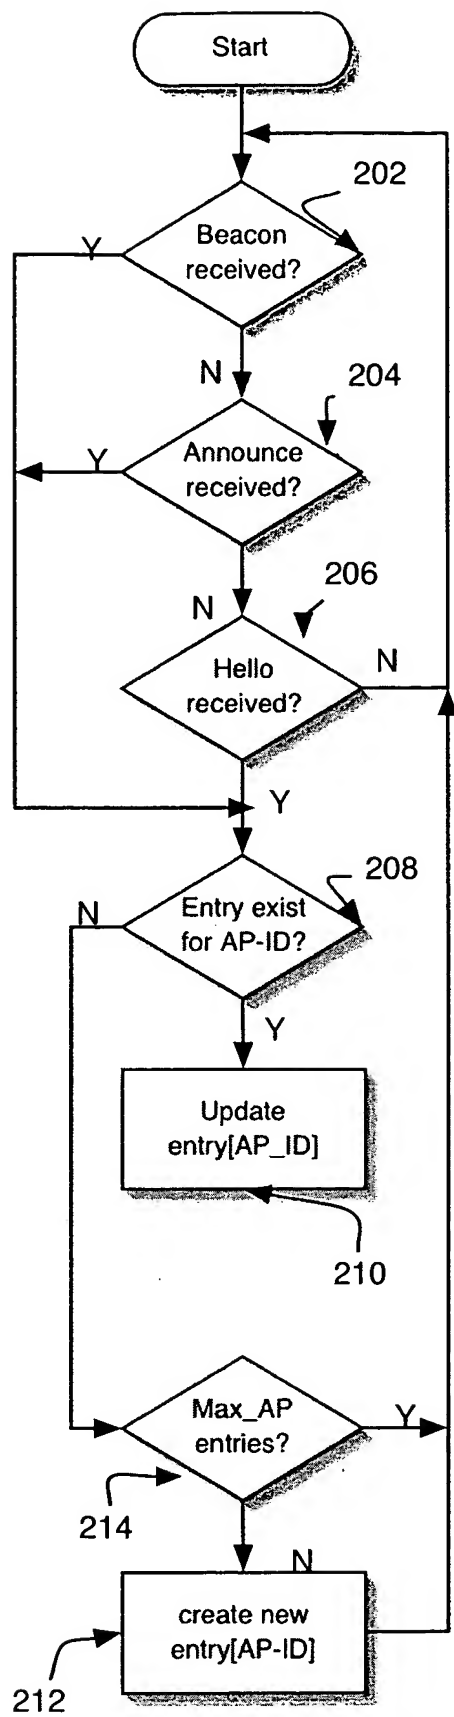 Start
202
Beacon
received?
Y
N
204
Announce
received?
Y
206
N
Hello
received?
N
Y
208
Entry exist
for AP-ID?
N
Y
Update
entry[AP_ID]
210
Max_AP
entries?
Y
214
N
create new
entry[AP-ID]
212